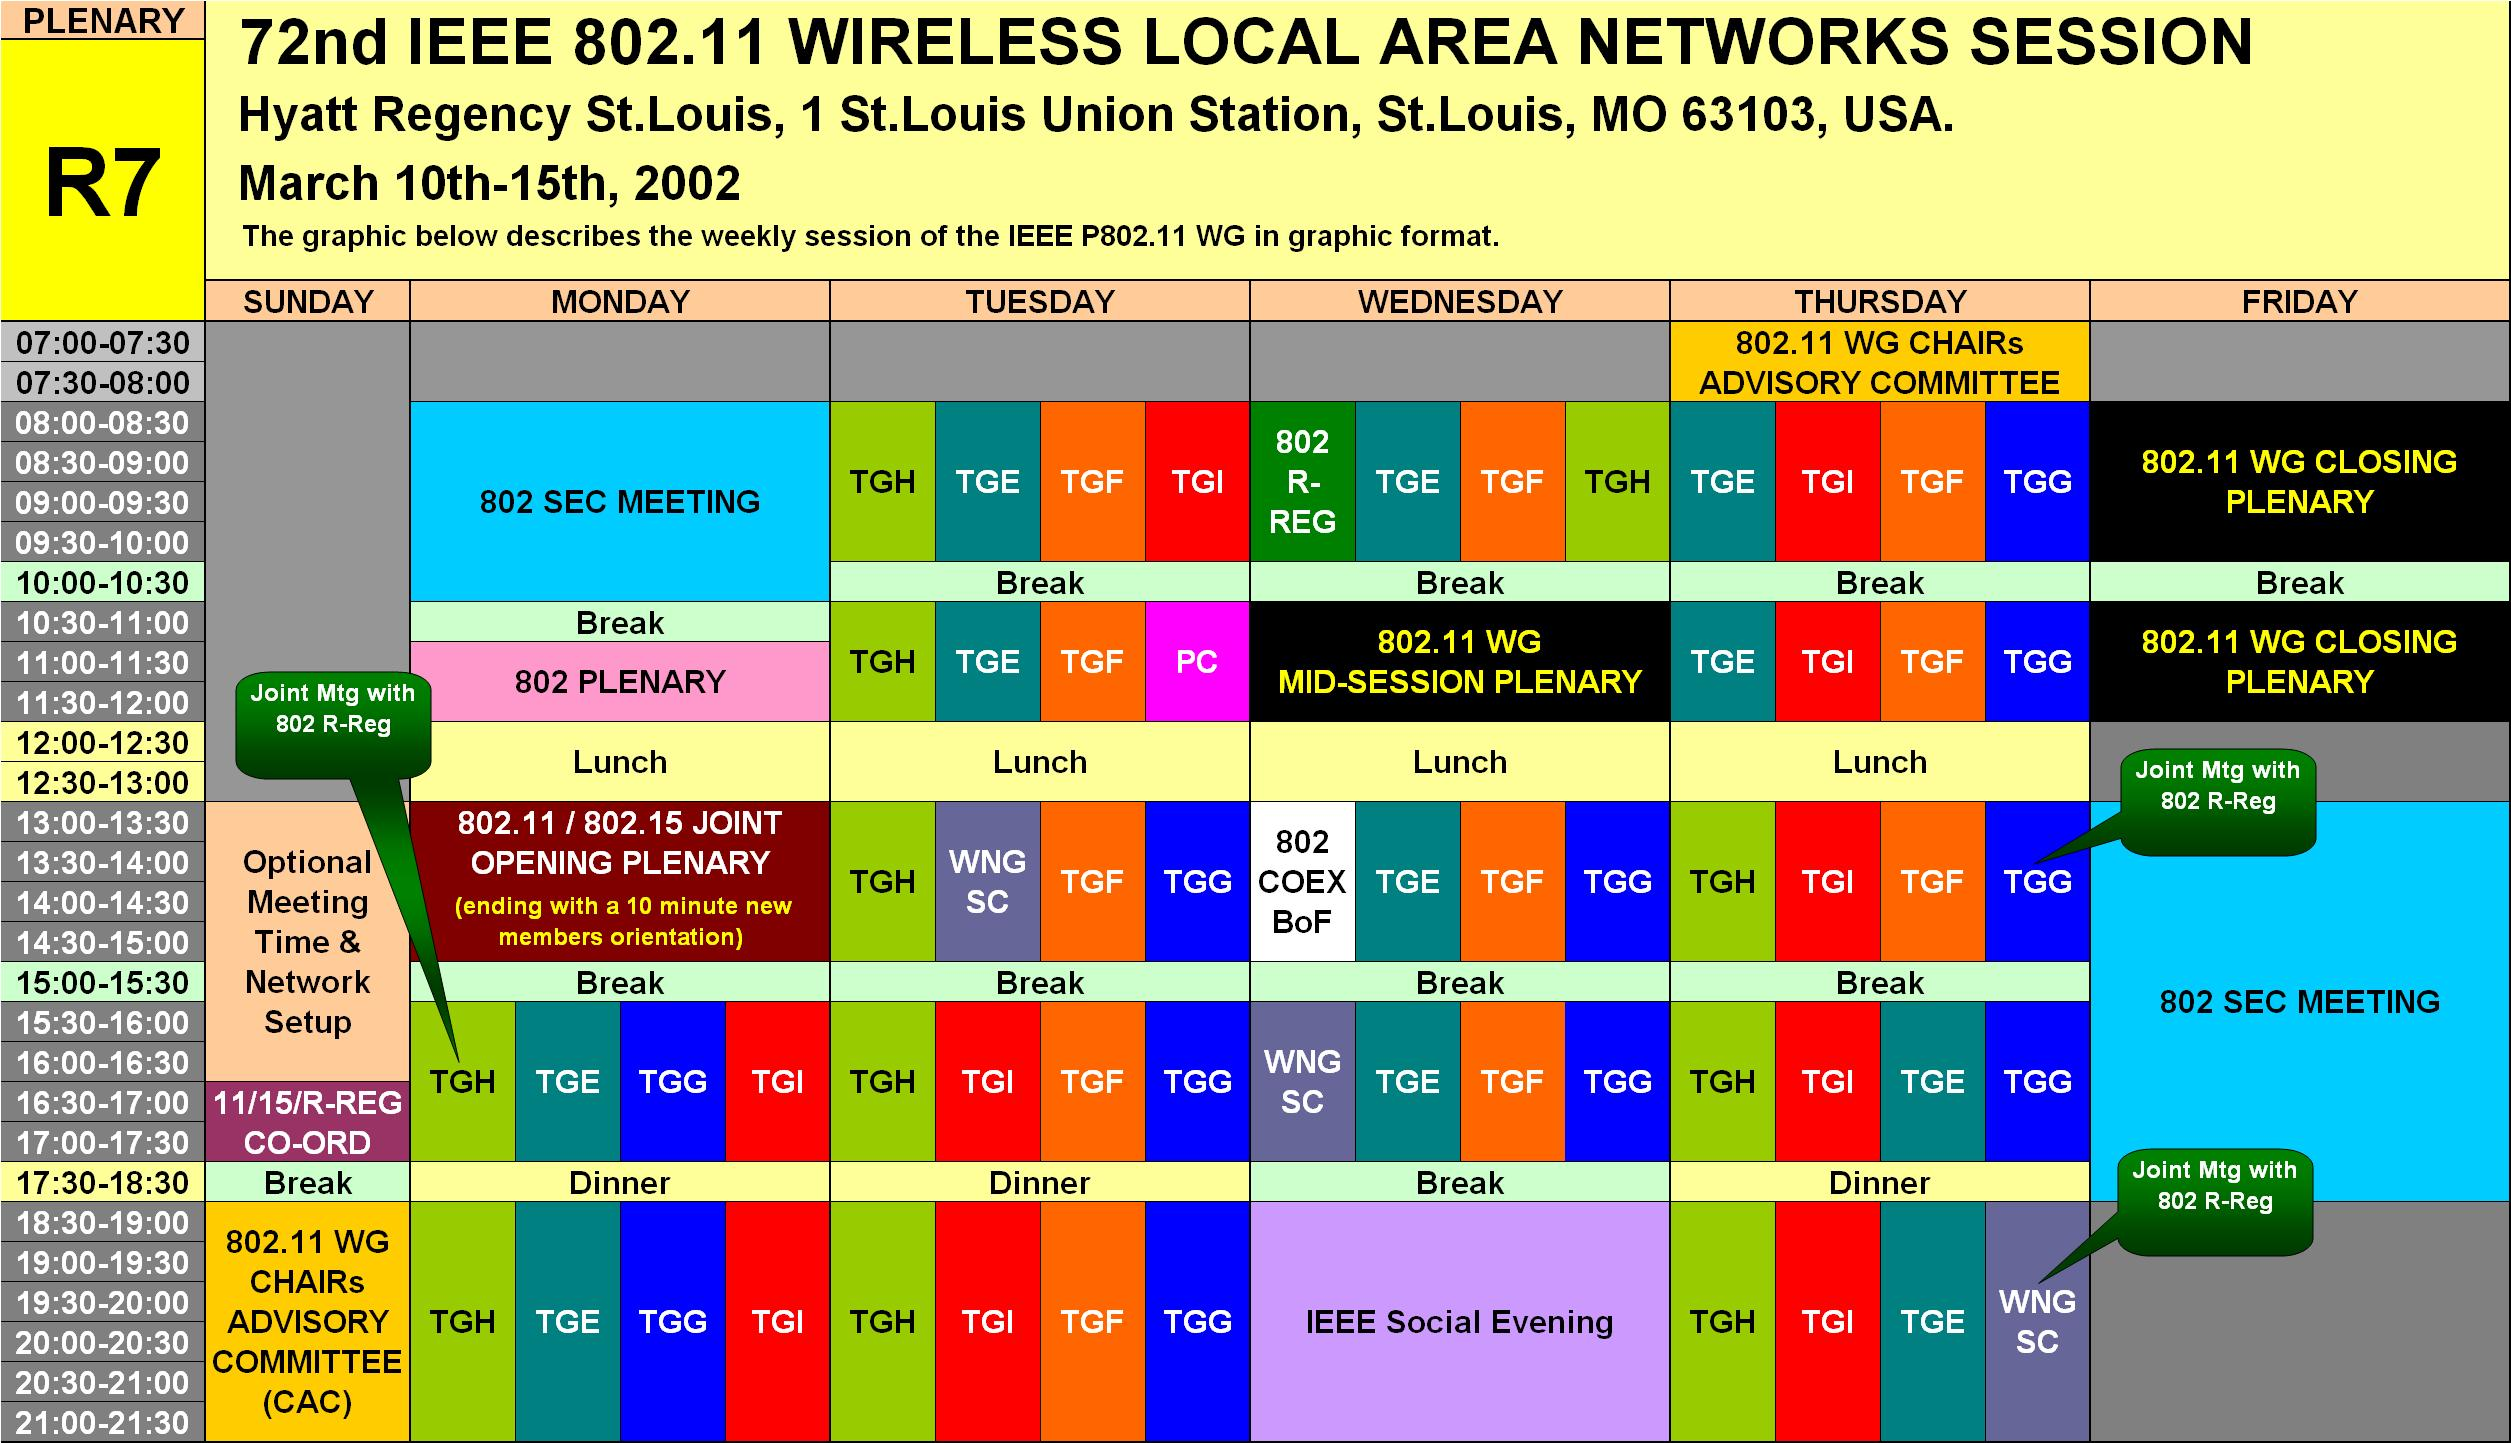 PLENARY
R7
72nd IEEE 802.11 WIRELESS LOCAL AREA NETWORKS SESSION
Hyatt Regency St.Louis, 1 St.Louis Union Station, St.Louis, MO 63103, USA.
March 10th-15th, 2002
The graphic below describes the weekly session of the IEEE P802.11 WG in graphic format.
SUNDAY MONDAY TUESDAY WEDNESDAY THURSDAY FRIDAY
07:00-07:30
07:30-08:00
08:00-08:30
08:30-09:00
09:00-09:30
09:30-10:00
10:00-10:30
10:30-11:00
11:00-11:30
11:30-12:00
12:00-12:30
12:30-13:00
13:00-13:30
13:30-14:00
14:00-14:30
14:30-15:00
15:00-15:30
15:30-16:00
16:00-16:30
16:30-17:00
17:00-17:30
17:30-18:30
18:30-19:00
19:00-19:30
19:30-20:00
20:00-20:30
20:30-21:00
21:00-21:30
Joint Mtg with
802 R-Reg
Optional
Meeting
Time &
Network
Setup
11/15/R-REG
CO-ORD
Break
802.11 WG
CHAIRs
ADVISORY
COMMITTEE
(CAC)
802 SEC MEETING
Break
802 PLENARY
Lunch
802.11 / 802.15 JOINT
OPENING PLENARY
(ending with a 10 minute new
members orientation)
Break
TGH TGE TGG TGI
Dinner
TGH TGE TGG TGI
TGH TGE TGF TGI
Break
TGH TGE TGF PC
Lunch
TGH WNG SC TGF TGG
Break
TGH TGI TGF TGG
Dinner
TGH TGI TGF TGG
802
R-
REG
TGE TGF TGH
Break
802.11 WG
MID-SESSION PLENARY
Lunch
802
COEX
BoF
TGE TGF TGG
Break
WNG
SC
TGE TGF TGG
Break
IEEE Social Evening
802.11 WG CHAIRs
ADVISORY COMMITTEE
TGE TGI TGF TGG
Break
TGE TGI TGF TGG
Lunch
TGH TGI TGF TGG
Break
TGH TGI TGE TGG
Dinner
TGH TGI TGE WNG SC
802.11 WG CLOSING
PLENARY
Break
802.11 WG CLOSING
PLENARY
Joint Mtg with
802 R-Reg
802 SEC MEETING
Joint Mtg with
802 R-Reg